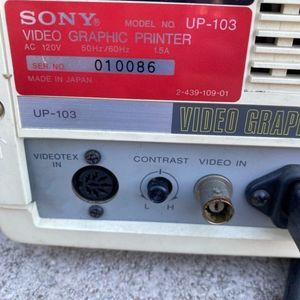 SONY MODEL NO. UP-103
VIDEO GRAPHIC PRINTER
AC 120V 50Hz/60Hz 1.5A
SER. NO. 010086
MADE IN JAPAN 2-439-109-01
UP-103 VIDEO GRAPH
VIDEOTEX IN CONTRAST VIDEO IN
L H